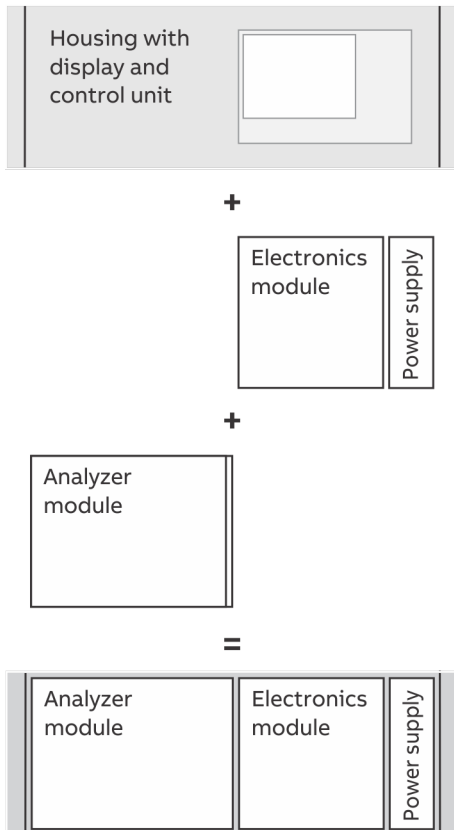 Housing with
display and
control unit
+
Electronics
module
Power supply
+
Analyzer
module
=
Analyzer
module
Electronics
module
Power supply